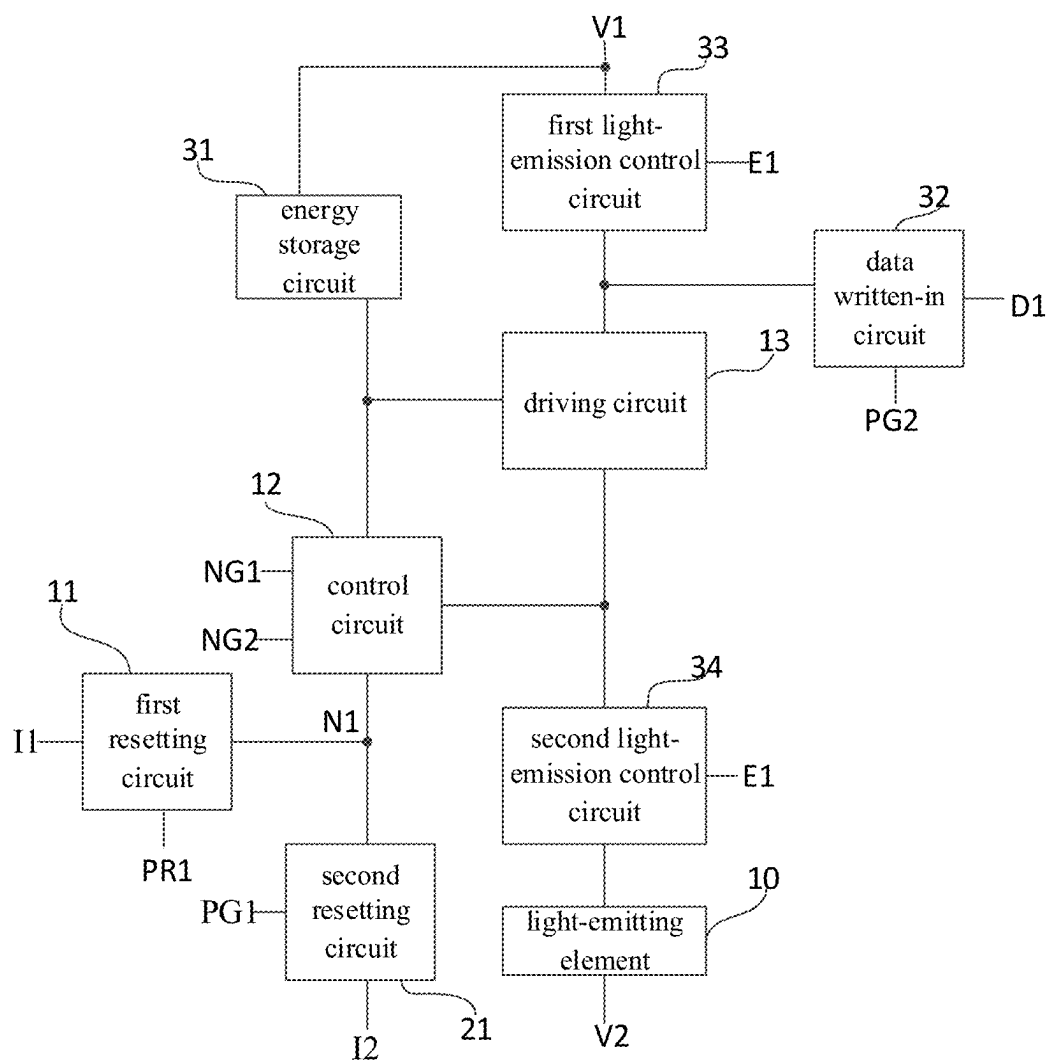 V1
33
first light-
emission control
circuit
E1
31
energy
storage
circuit
32
data
written-in
circuit
D1
PG2
13
driving circuit
12
NG1
NG2
control
circuit
11
first
resetting
circuit
I1
PR1
N1
34
second light-
emission control
circuit
E1
PG1
second
resetting
circuit
21
I2
10
light-emitting
element
V2